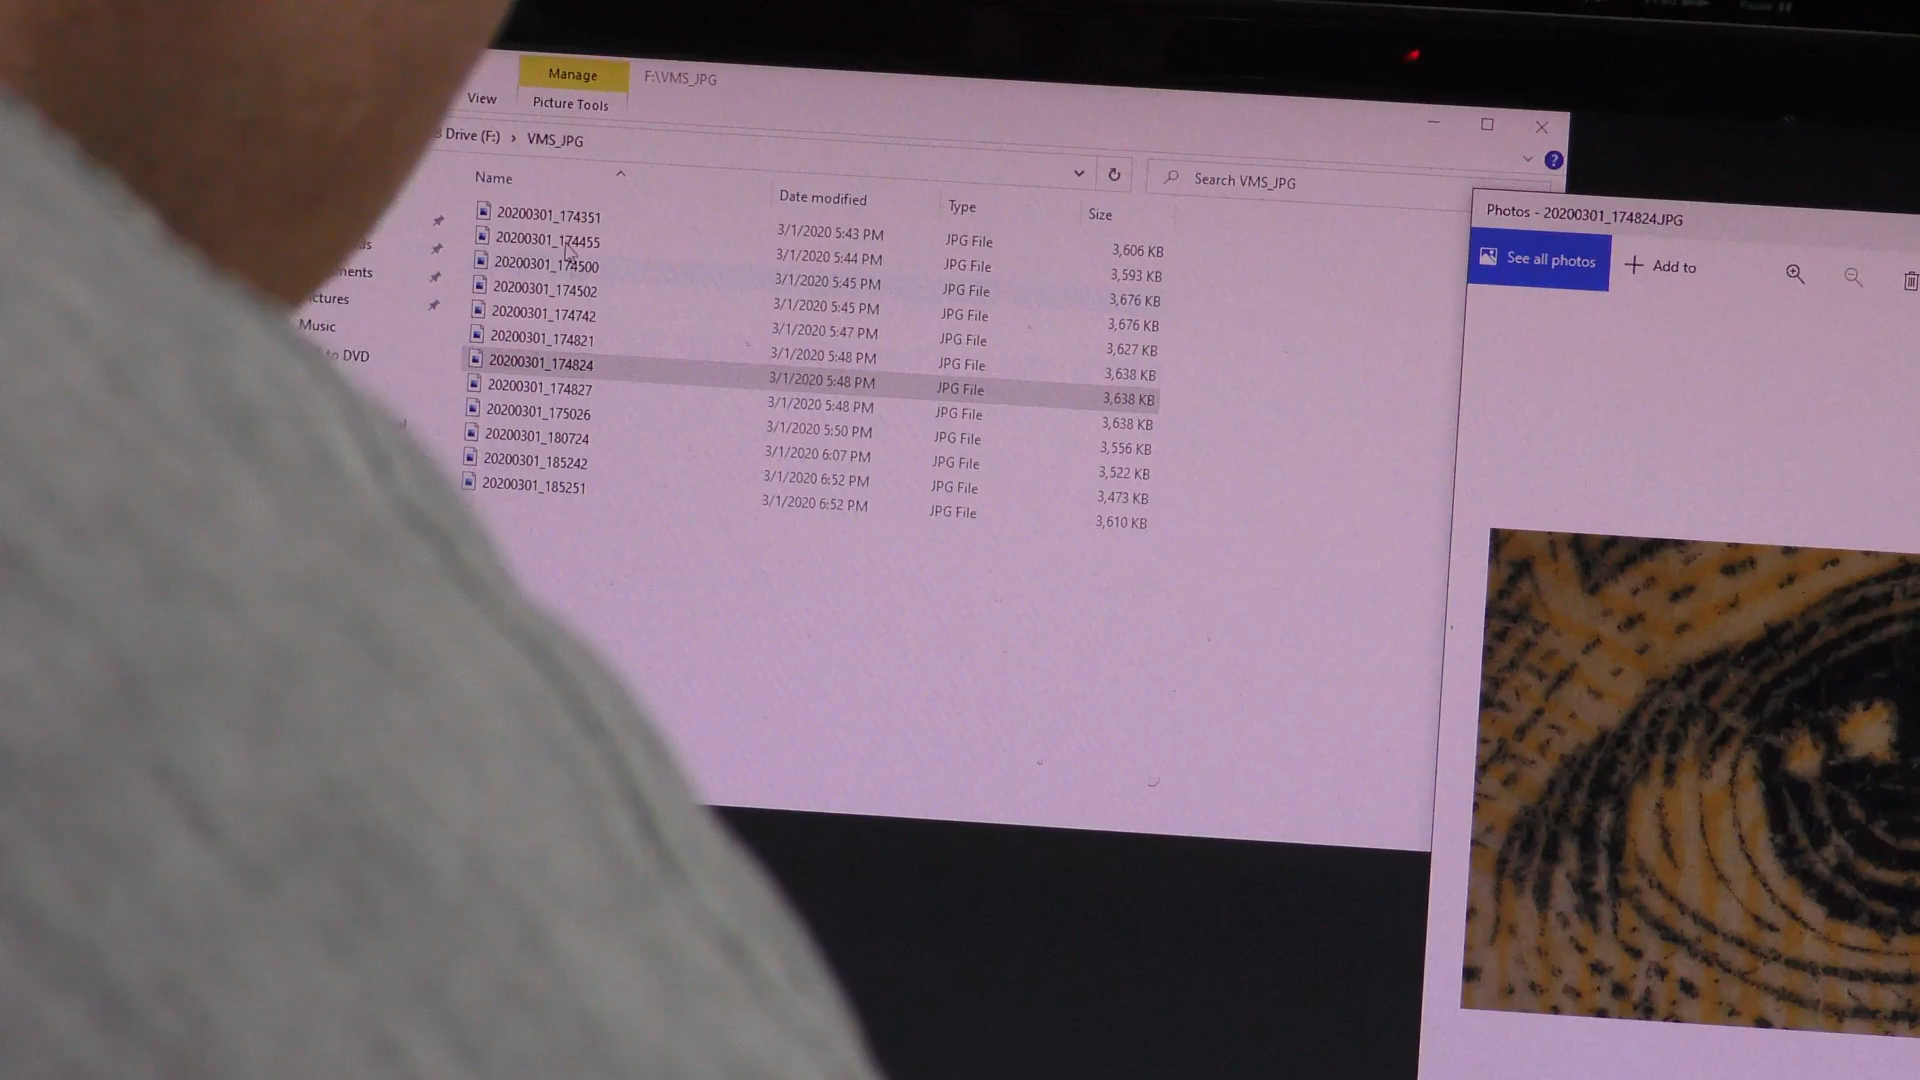 Manage
F:\VMS_JPG
View
Picture Tools
Drive (F:) › VMS_JPG
Search VMS_JPG
Name Date modified Type Size
20200301_174351 3/1/2020 5:43 PM JPG File 3,606 KB
20200301_174455 3/1/2020 5:44 PM JPG File 3,593 KB
20200301_174500 3/1/2020 5:45 PM JPG File 3,676 KB
20200301_174502 3/1/2020 5:45 PM JPG File 3,676 KB
20200301_174742 3/1/2020 5:47 PM JPG File 3,627 KB
20200301_174821 3/1/2020 5:48 PM JPG File 3,638 KB
20200301_174824 3/1/2020 5:48 PM JPG File 3,638 KB
20200301_174827 3/1/2020 5:48 PM JPG File 3,638 KB
20200301_175026 3/1/2020 5:50 PM JPG File 3,556 KB
20200301_180724 3/1/2020 6:07 PM JPG File 3,522 KB
20200301_185242 3/1/2020 6:52 PM JPG File 3,473 KB
20200301_185251 3/1/2020 6:52 PM JPG File 3,610 KB
ds
ments
ictures
Music
to DVD
Photos - 20200301_174824.JPG
See all photos
Add to